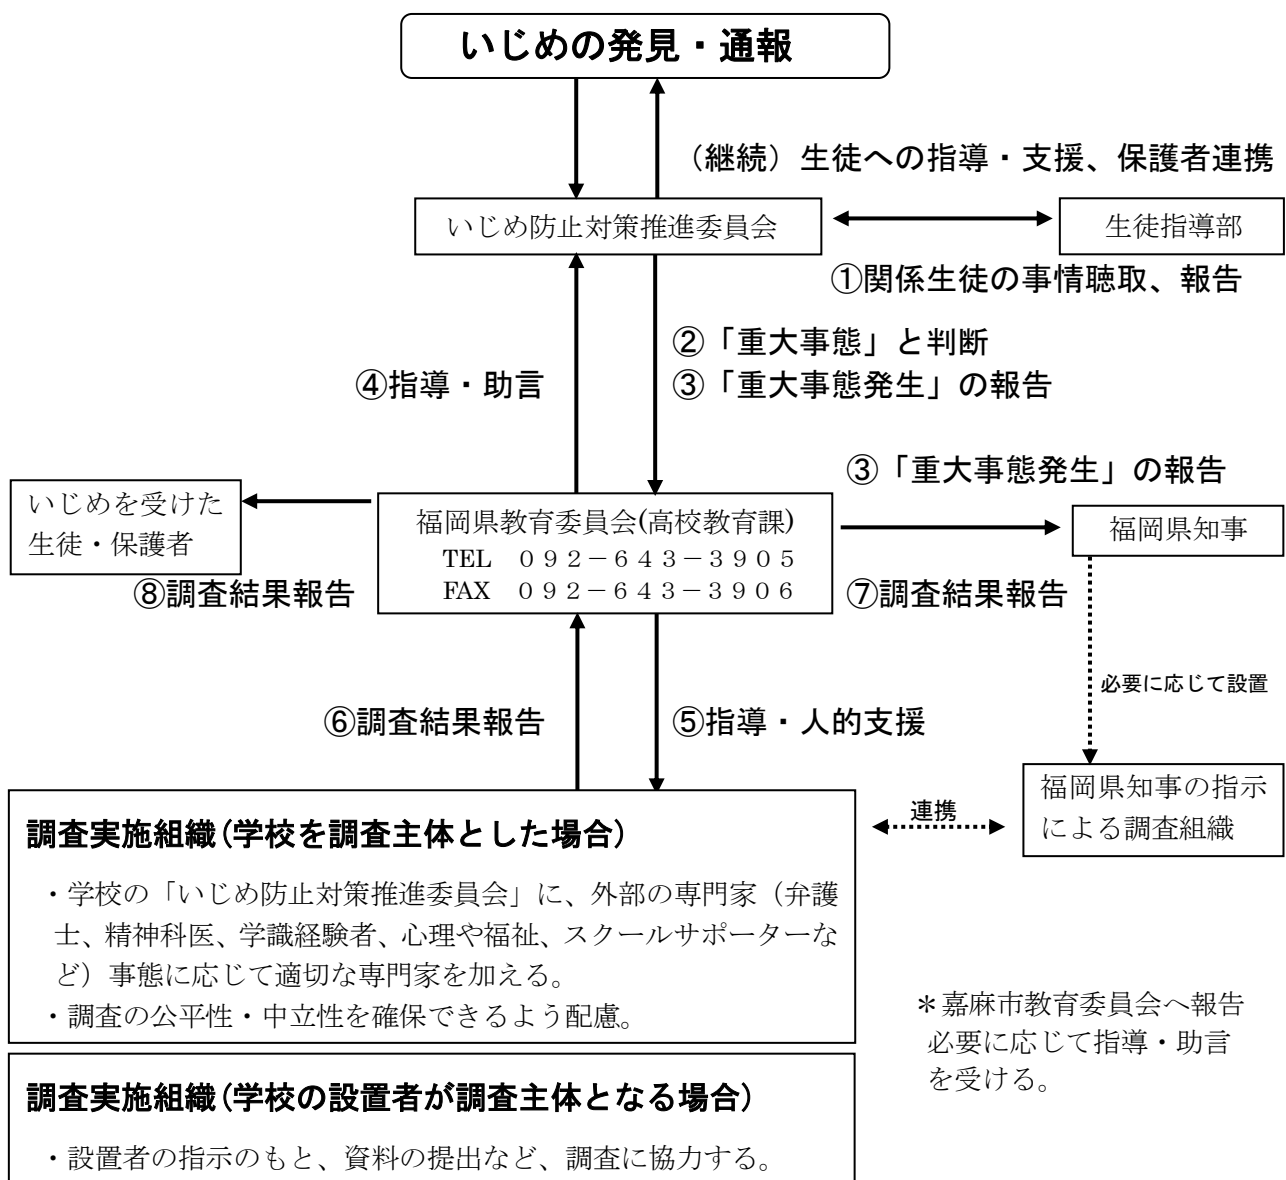 いじめの発見・通報
（継続）生徒への指導・支援、保護者連携
いじめ防止対策推進委員会
生徒指導部
①関係生徒の事情聴取、報告
②「重大事態」と判断
④指導・助言
③「重大事態発生」の報告
③「重大事態発生」の報告
いじめを受けた
生徒・保護者
福岡県教育委員会(高校教育課)
TEL ０９２－６４３－３９０５
FAX ０９２－６４３－３９０６
福岡県知事
⑧調査結果報告
⑦調査結果報告
必要に応じて設置
⑥調査結果報告
⑤指導・人的支援
福岡県知事の指示
による調査組織
連携
調査実施組織(学校を調査主体とした場合)
・学校の「いじめ防止対策推進委員会」に、外部の専門家（弁護
士、精神科医、学識経験者、心理や福祉、スクールサポーターな
ど）事態に応じて適切な専門家を加える。
・調査の公平性・中立性を確保できるよう配慮。
＊嘉麻市教育委員会へ報告
必要に応じて指導・助言
を受ける。
調査実施組織(学校の設置者が調査主体となる場合)
・設置者の指示のもと、資料の提出など、調査に協力する。